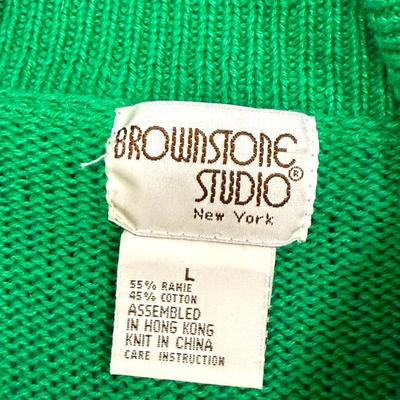 BROWNSTONE
STUDIO®
New York
L
55% RAMIE
45% COTTON
ASSEMBLED
IN HONG KONG
KNIT IN CHINA
CARE INSTRUCTION